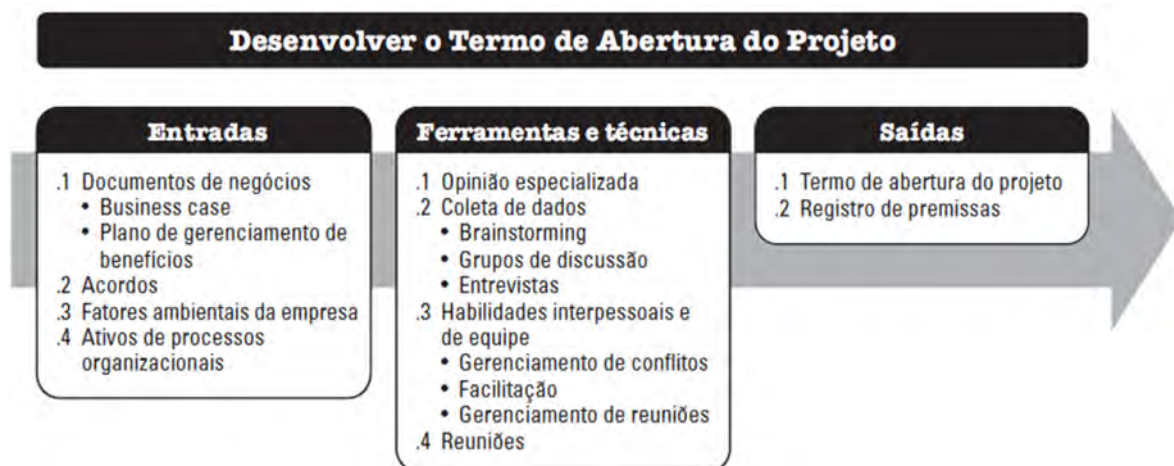 Desenvolver o Termo de Abertura do Projeto
Entradas
.1 Documentos de negócios
• Business case
• Plano de gerenciamento de
benefícios
.2 Acordos
.3 Fatores ambientais da empresa
.4 Ativos de processos
organizacionais
Ferramentas e técnicas
.1 Opinião especializada
.2 Coleta de dados
• Brainstorming
• Grupos de discussão
• Entrevistas
.3 Habilidades interpessoais e
de equipe
• Gerenciamento de conflitos
• Facilitação
• Gerenciamento de reuniões
.4 Reuniões
Saídas
.1 Termo de abertura do projeto
.2 Registro de premissas